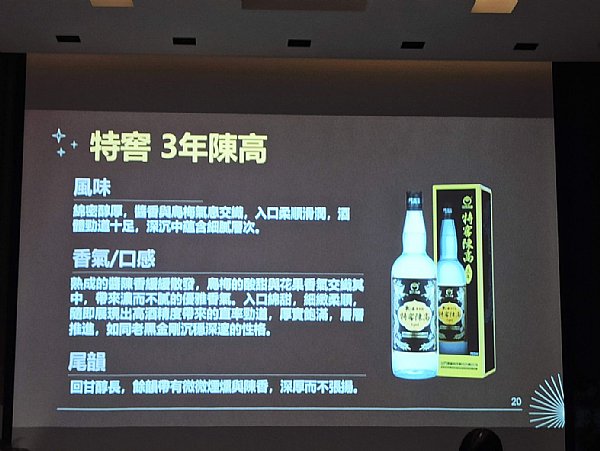 特窖 3年陳高
風味
綿密醇厚，醬香與烏梅氣息交織，入口柔順滑潤，酒
體勁道十足，深沉中蘊含細膩層次。
香氣/口感
熟成的醬陳香緩緩散發，烏梅的酸甜與花果香氣交織其
中，帶來濃而不膩的優雅香氣。入口綿甜，細緻柔順，
隨即展現出高酒精度帶來的直率勁道，厚實飽滿，層層
推進，如同老黑金剛沉穩深邃的性格。
尾韻
回甘醇長，餘韻帶有微微煙燻與陳香，深厚而不張揚。
特窖陳高
特窖陳高
20